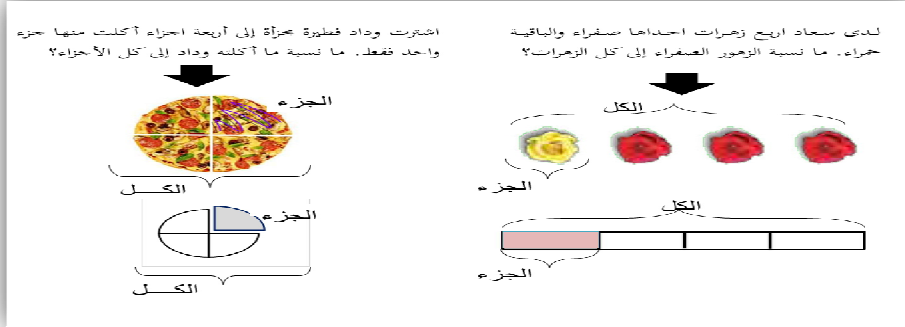 لدى سعاد اربع زهرات احداها صفراء والباقية
حمراء. ما نسبة الزهور الصفراء إلى كل الزهرات؟
الكل
الجزء
الكل
الجزء
اشترت وداد فطيرة مجزأة إلى أربعة اجزاء أكلت منها جزء
واحد فقط. ما نسبة ما أكلته وداد إلى كل الأجزاء؟
الجزء
الكــــل
الجزء
الكــــل